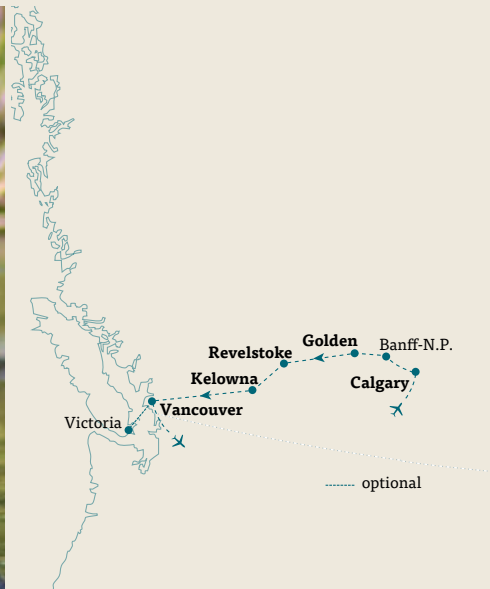 Golden
Banff-N.P.
Revelstoke
Kelowna
Calgary
Vancouver
Victoria
optional